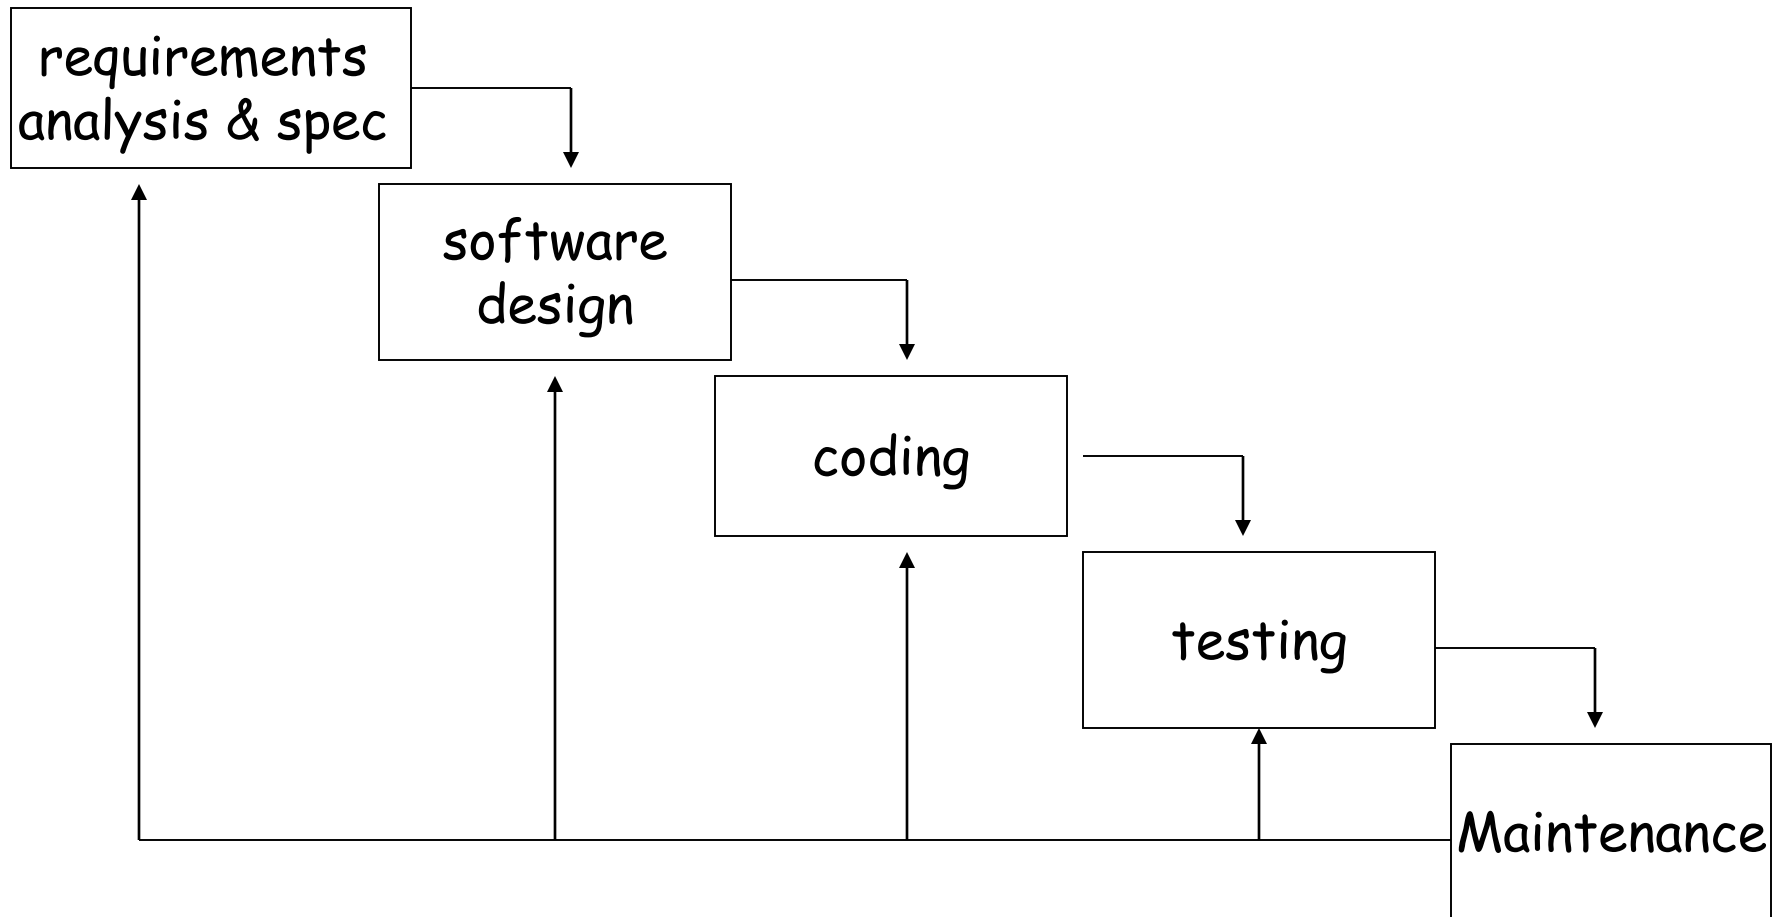 requirements
analysis & spec
software
design
coding
testing
Maintenance